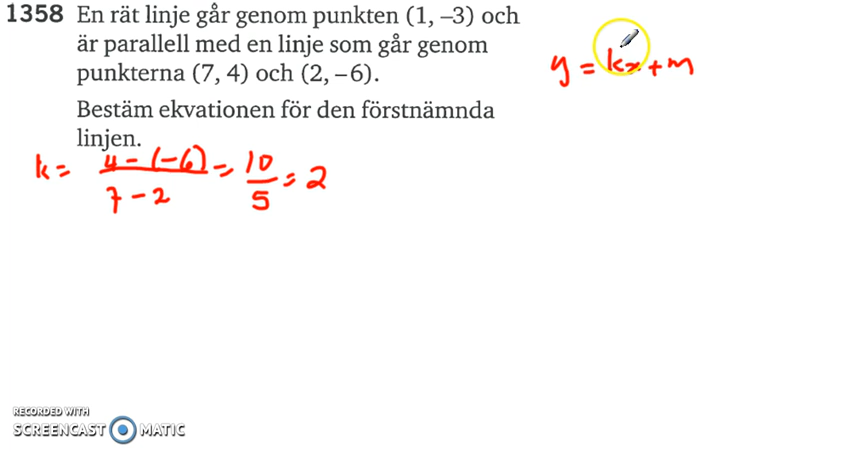 1358 En rät linje går genom punkten (1, –3) och
är parallell med en linje som går genom
punkterna (7, 4) och (2, –6).
Bestäm ekvationen för den förstnämnda
linjen.
y = kx + m
k = 4 - (-6) / 7 - 2 = 10 / 5 = 2
RECORDED WITH
SCREENCAST MATIC